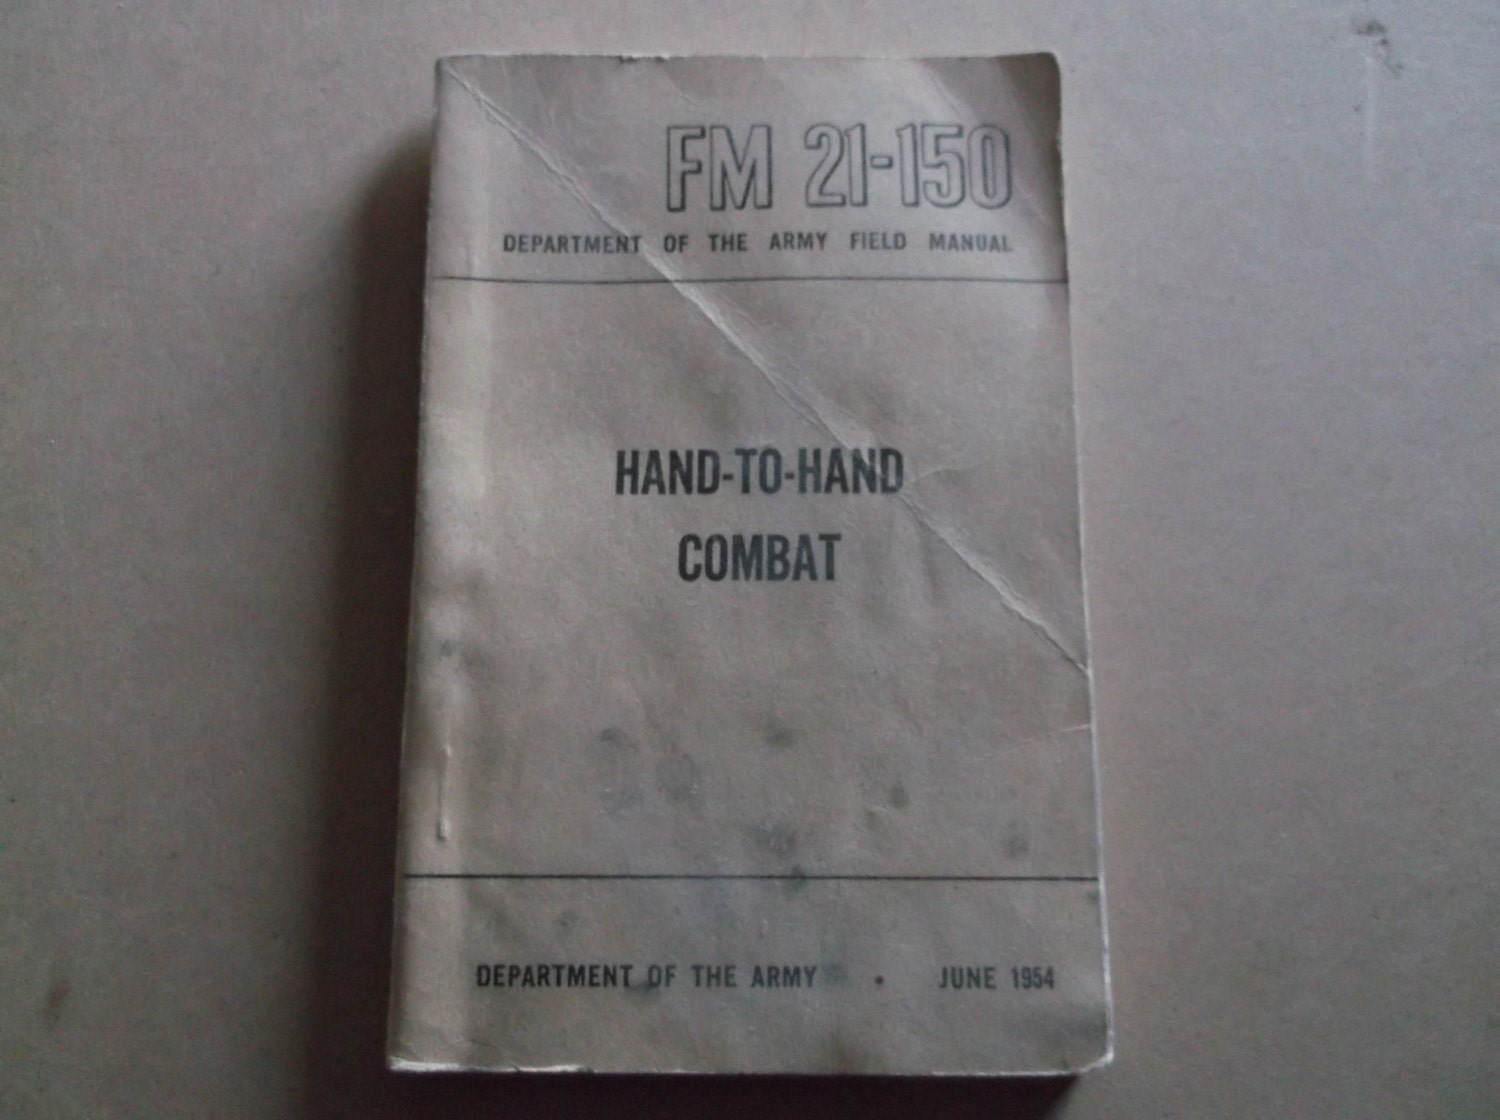 FM 21-150
DEPARTMENT OF THE ARMY FIELD MANUAL
HAND-TO-HAND
COMBAT
DEPARTMENT OF THE ARMY • JUNE 1954